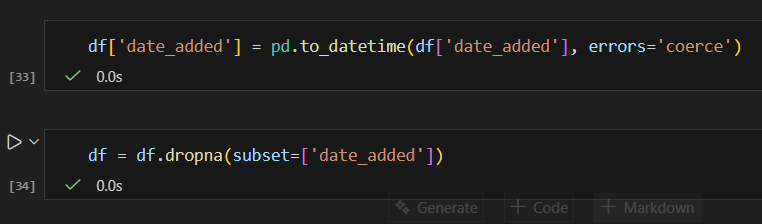 df['date_added'] = pd.to_datetime(df['date_added'], errors='coerce')
[33]
0.0s
df = df.dropna(subset=['date_added'])
[34]
0.0s
Generate
Code
Markdown